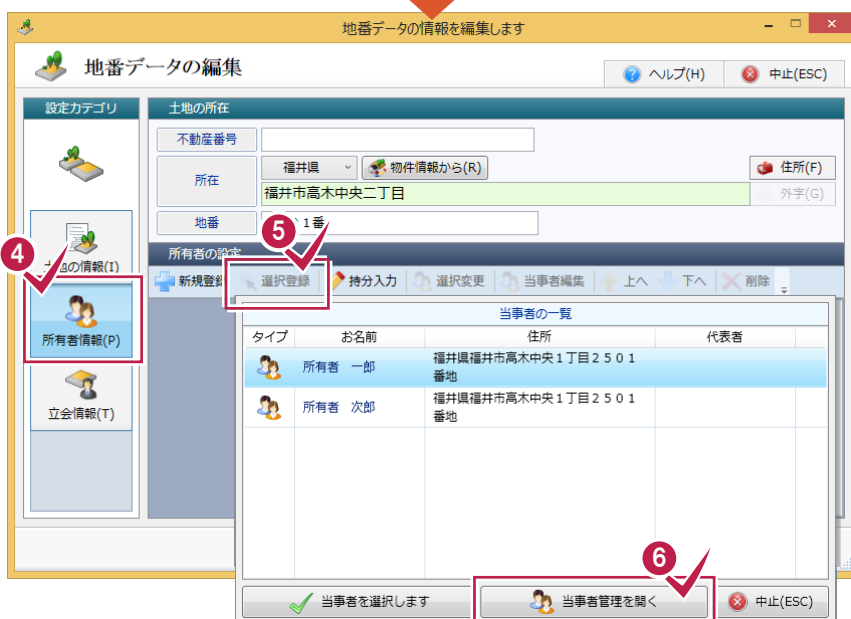 地番データの情報を編集します
地番データの編集
ヘルプ(H)
中止(ESC)
設定カテゴリ
土地の所在
不動産番号
所在
福井県
物件情報から(R)
住所(F)
福井市高木中央二丁目
外字(G)
地番
1番
5
所有者の設定
4
土地の情報(I)
新規登録
選択登録
持分入力
選択変更
当事者編集
上へ
下へ
削除
所有者情報(P)
立会情報(T)
当事者の一覧
タイプ
お名前
住所
代表者
所有者 一郎
福井県福井市高木中央1丁目2501
番地
所有者 次郎
福井県福井市高木中央1丁目2501
番地
6
当事者を選択します
当事者管理を開く
中止(ESC)